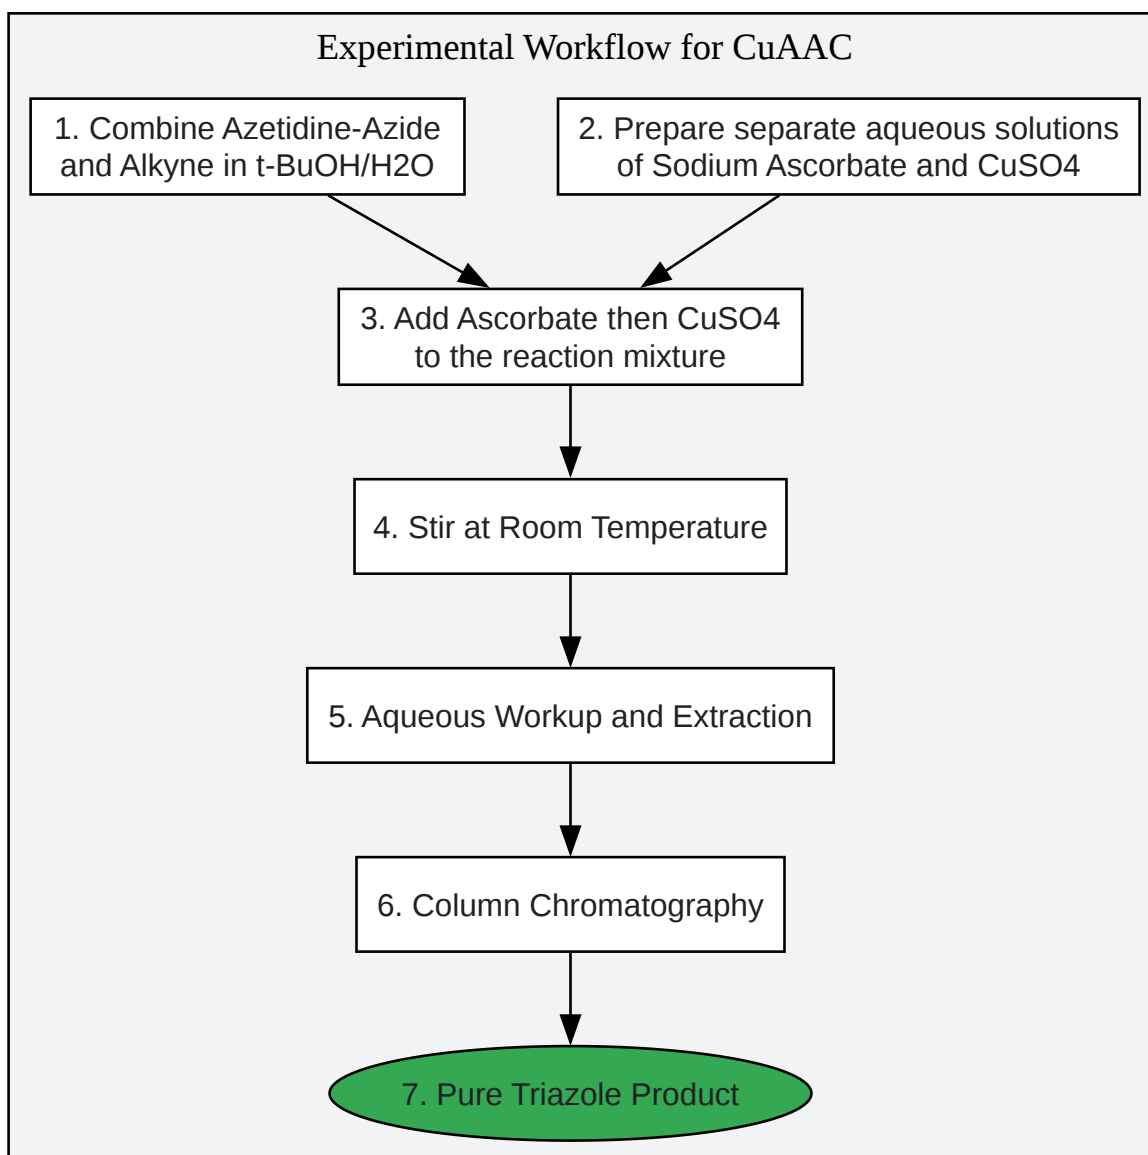 Experimental Workflow for CuAAC
1. Combine Azetidine-Azide
and Alkyne in t-BuOH/H2O
2. Prepare separate aqueous solutions
of Sodium Ascorbate and CuSO4
3. Add Ascorbate then CuSO4
to the reaction mixture
4. Stir at Room Temperature
5. Aqueous Workup and Extraction
6. Column Chromatography
7. Pure Triazole Product